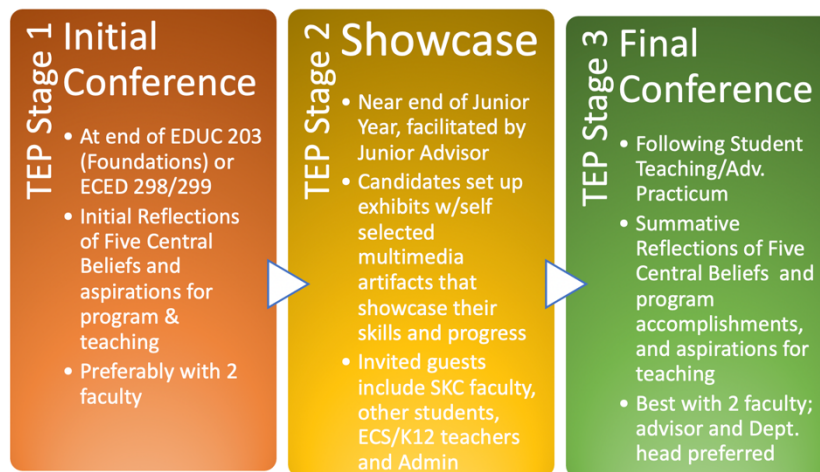 TEP Stage 1
Initial
Conference
• At end of EDUC 203
(Foundations) or
ECED 298/299
• Initial Reflections
of Five Central
Beliefs and
aspirations for
program &
teaching
• Preferably with 2
faculty
TEP Stage 2
Showcase
• Near end of Junior
Year, facilitated by
Junior Advisor
• Candidates set up
exhibits w/self
selected
multimedia
artifacts that
showcase their
skills and progress
• Invited guests
include SKC faculty,
other students,
ECS/K12 teachers
and Admin
TEP Stage 3
Final
Conference
• Following Student
Teaching/Adv.
Practicum
• Summative
Reflections of Five
Central Beliefs and
program
accomplishments,
and aspirations for
teaching
• Best with 2 faculty;
advisor and Dept.
head preferred